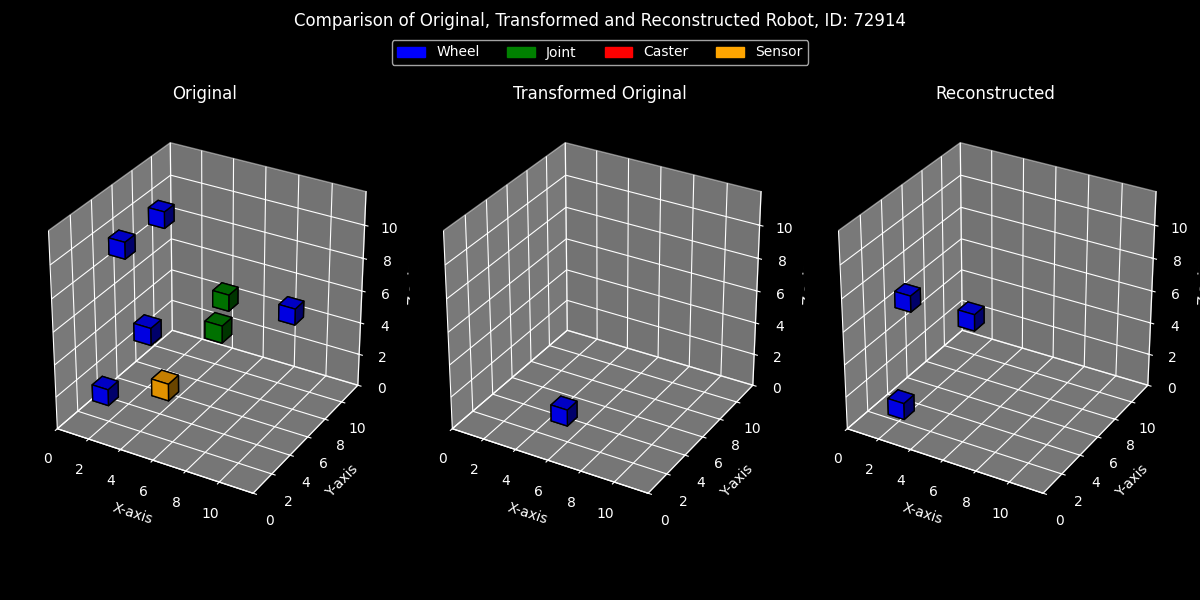 Comparison of Original, Transformed and Reconstructed Robot, ID: 72914
Wheel Joint Caster Sensor
Original Transformed Original Reconstructed
10 10 10
8 8 8
6 6 6
4 4 4
2 2 2
0 0 0
0 2 4 6 8 10 0 2 4 6 8 10 0 2 4 6 8 10
0 2 4 6 8 10 0 2 4 6 8 10 0 2 4 6 8 10
X-axis Y-axis X-axis Y-axis X-axis Y-axis